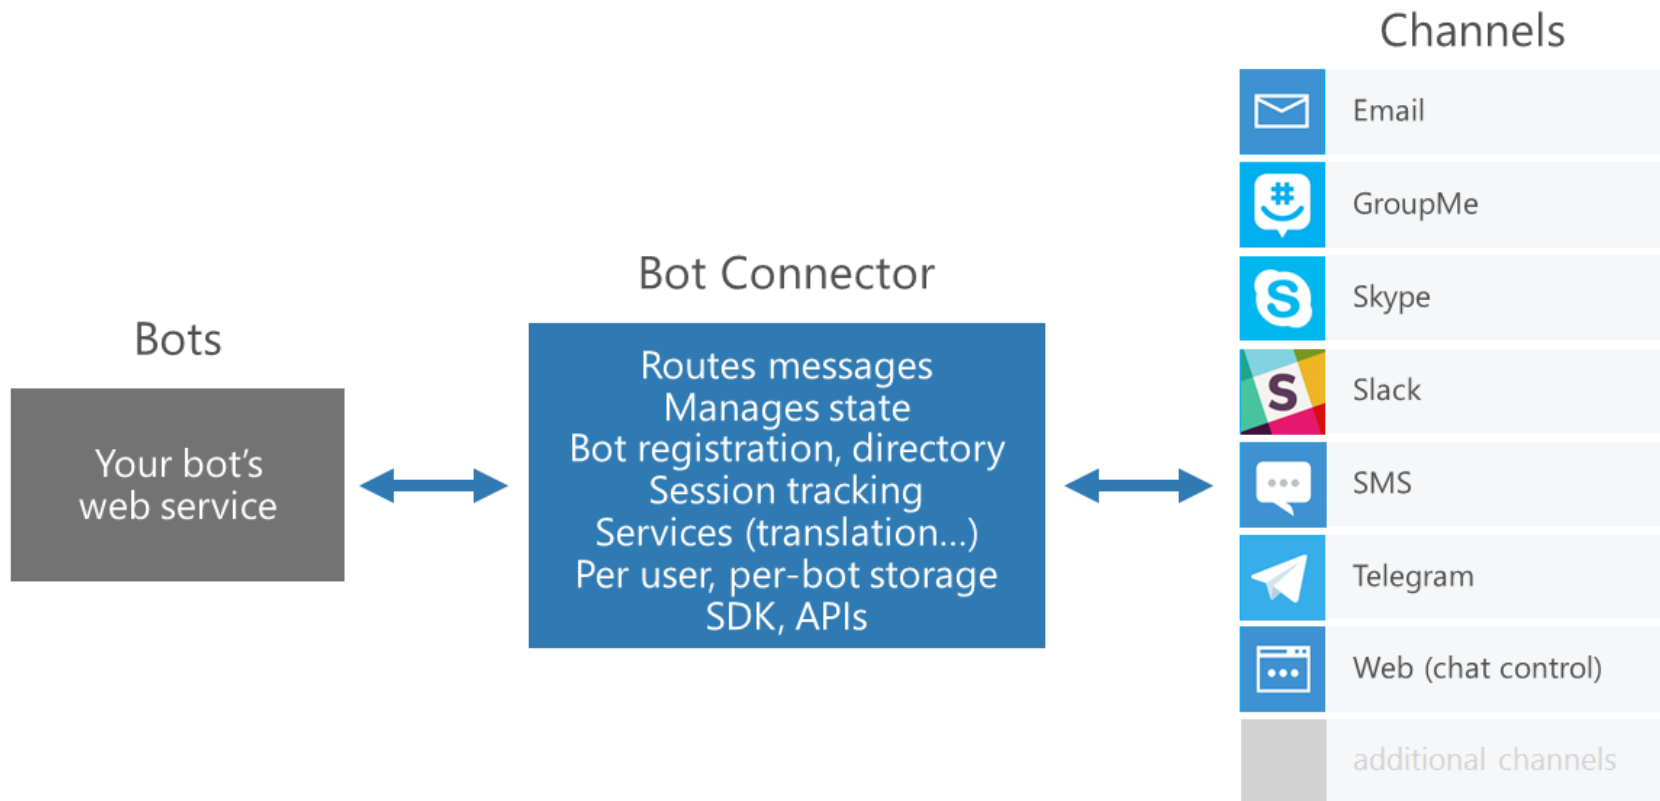 Channels
Email
GroupMe
Skype
Slack
SMS
Telegram
Web (chat control)
additional channels
Bot Connector
Routes messages
Manages state
Bot registration, directory
Session tracking
Services (translation...)
Per user, per-bot storage
SDK, APIs
Bots
Your bot’s
web service